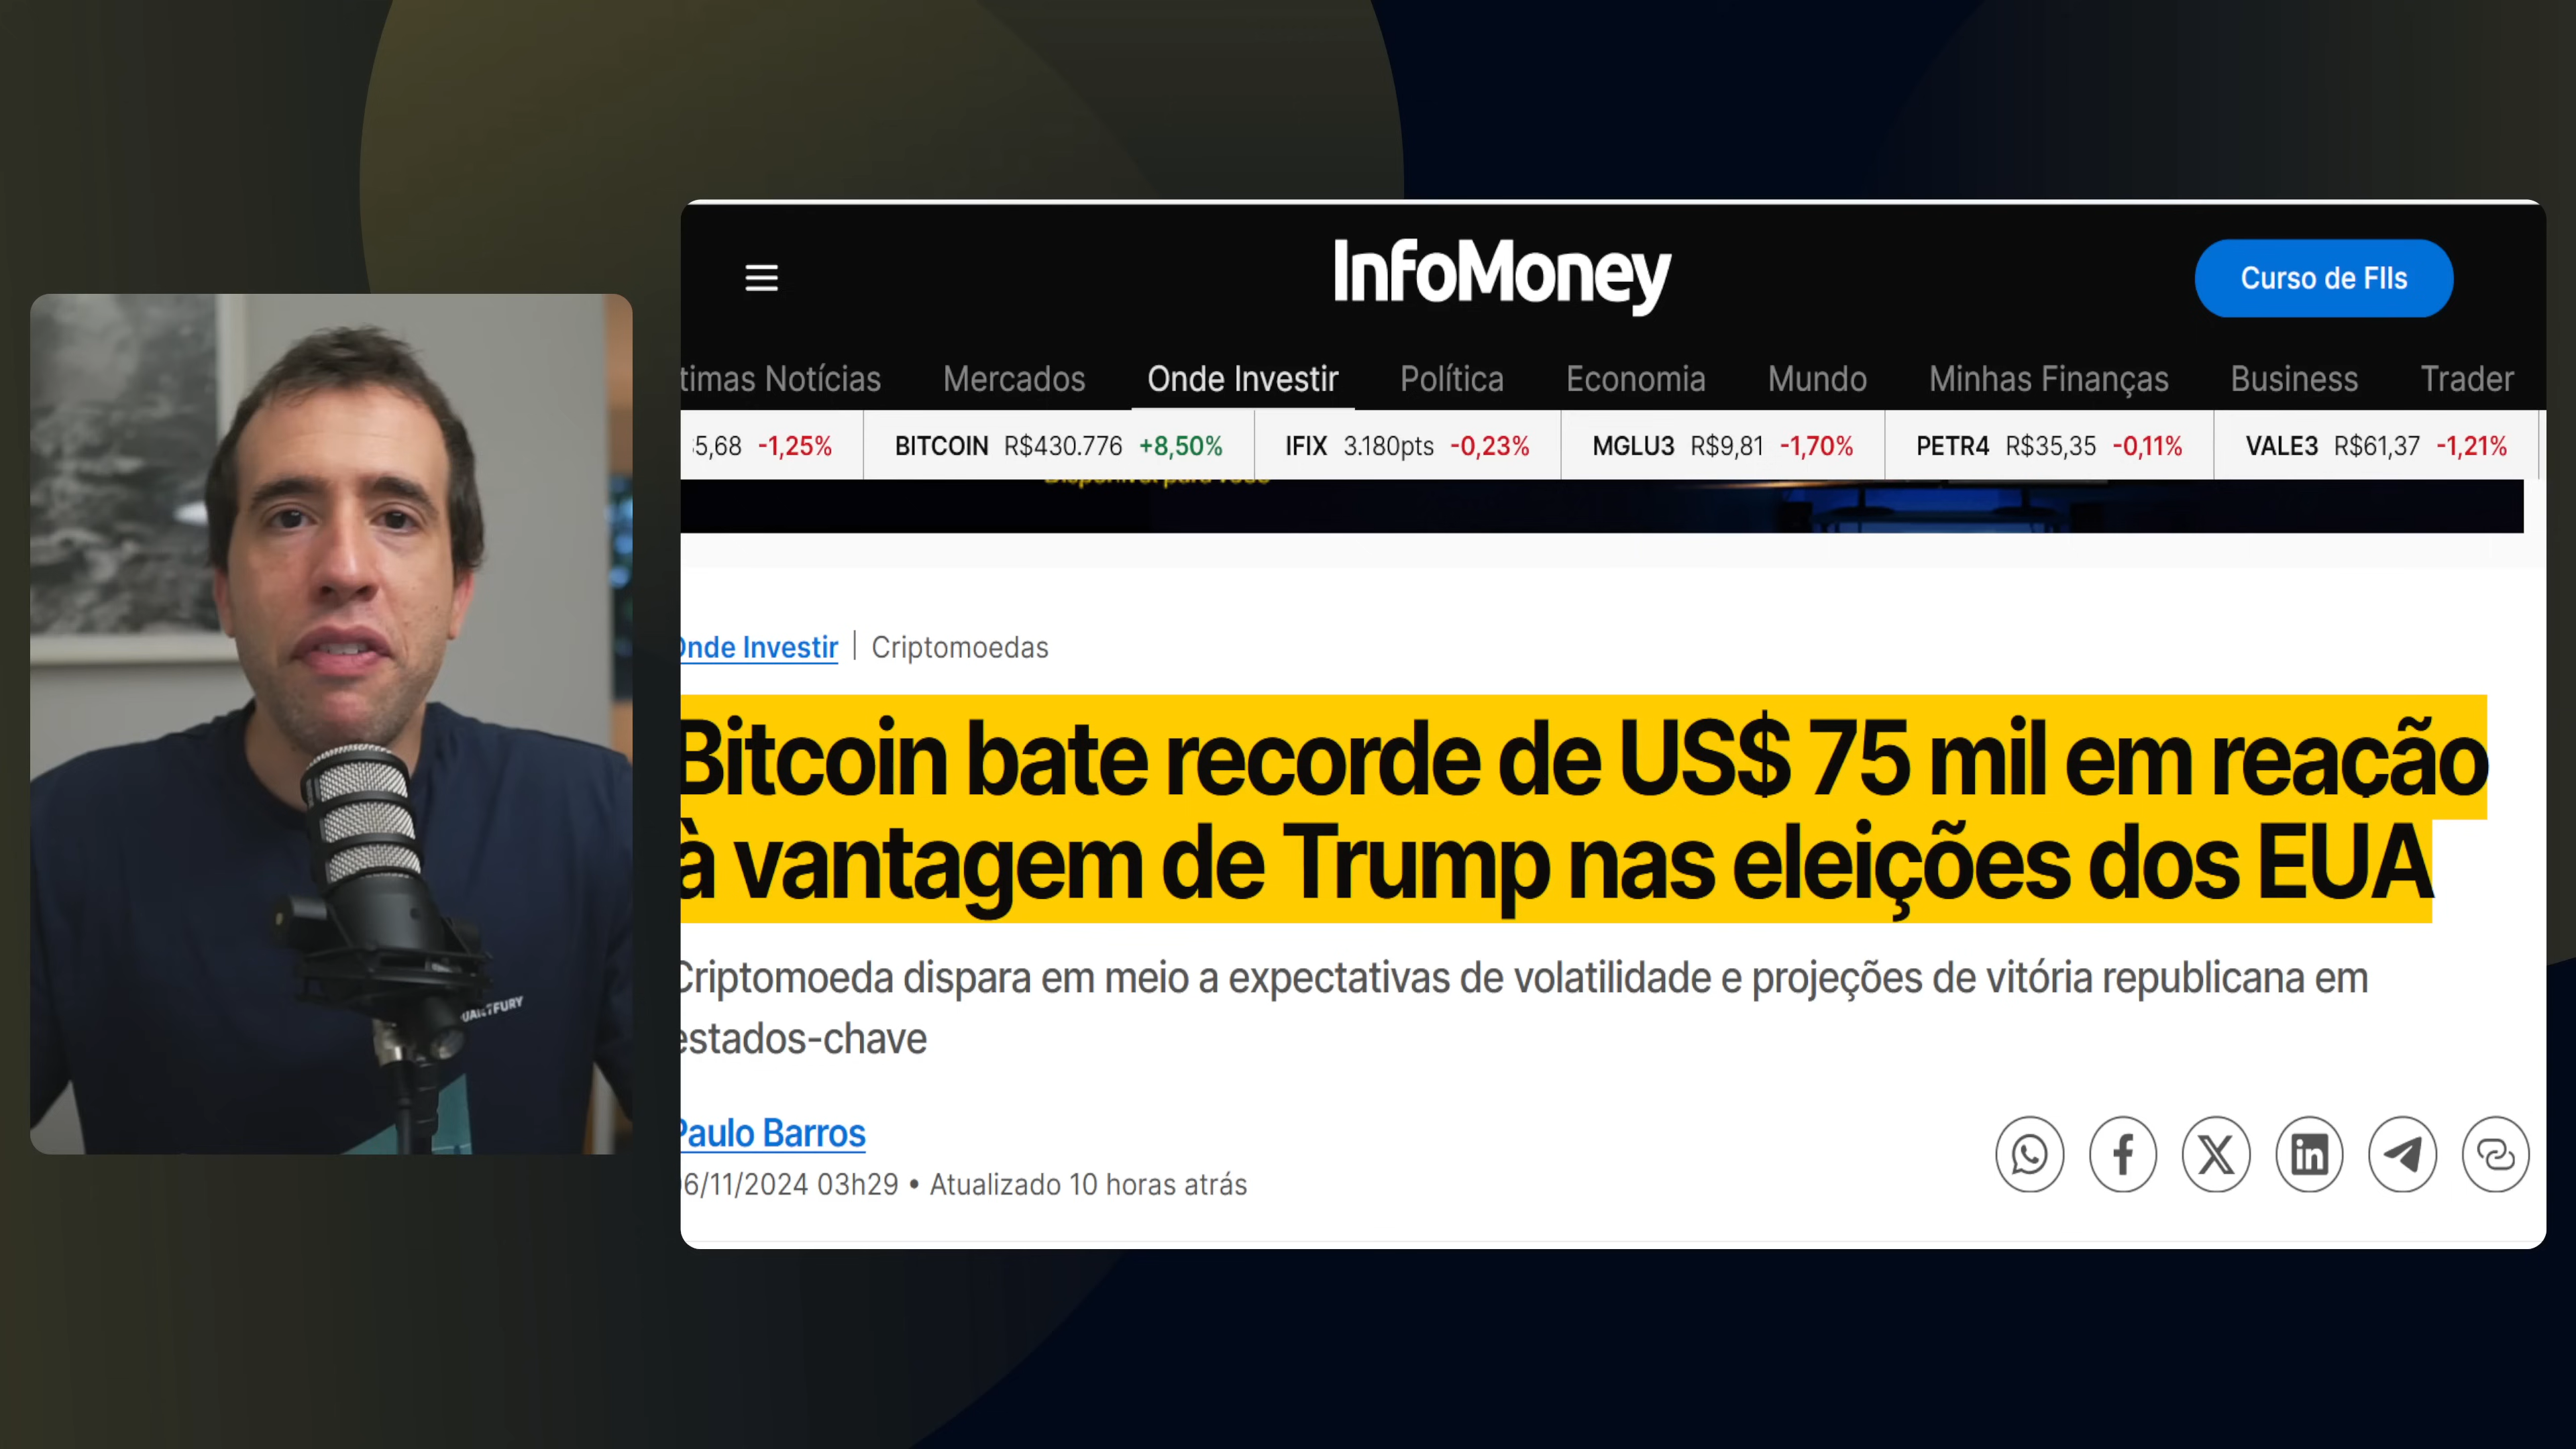 InfoMoney
Curso de FIIs
timas Notícias Mercados Onde Investir Política Economia Mundo Minhas Finanças Business Trader
5,68 -1,25% BITCOIN R$430.776 +8,50% IFIX 3.180pts -0,23% MGLU3 R$9,81 -1,70% PETR4 R$35,35 -0,11% VALE3 R$61,37 -1,21%
Onde Investir | Criptomoedas
Bitcoin bate recorde de US$ 75 mil em reação
à vantagem de Trump nas eleições dos EUA
Criptomoeda dispara em meio a expectativas de volatilidade e projeções de vitória republicana em
estados-chave
Paulo Barros
6/11/2024 03h29 • Atualizado 10 horas atrás